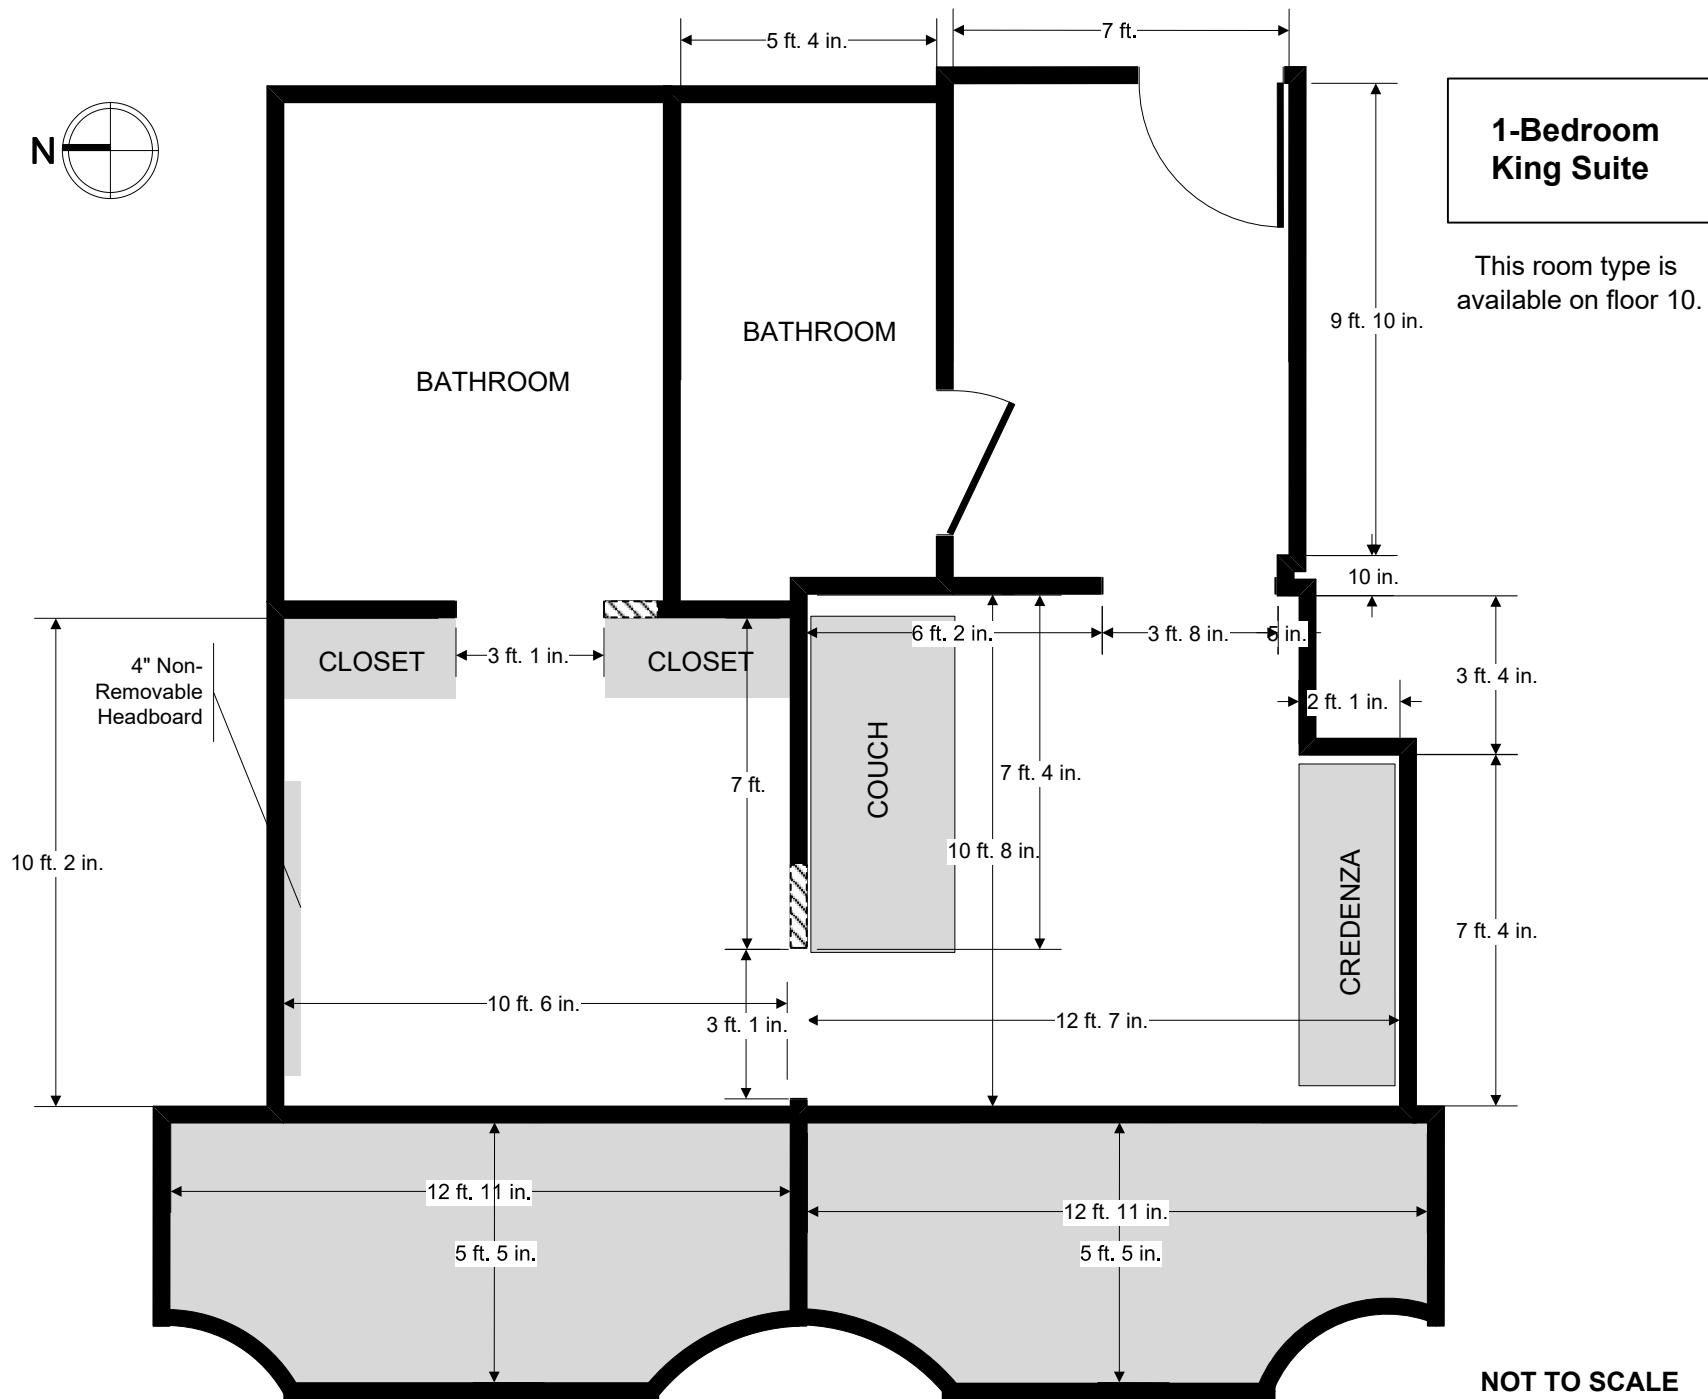 5 ft. 4 in.
7 ft.
N
1-Bedroom
King Suite
This room type is
available on floor 10.
9 ft. 10 in.
BATHROOM
BATHROOM
10 in.
6 ft. 2 in.
3 ft. 8 in.
5 in.
CLOSET
3 ft. 1 in.
CLOSET
4" Non-
Removable
Headboard
3 ft. 4 in.
2 ft. 1 in.
COUCH
7 ft. 4 in.
7 ft.
10 ft. 8 in.
10 ft. 2 in.
CREDENZA
7 ft. 4 in.
10 ft. 6 in.
3 ft. 1 in.
12 ft. 7 in.
12 ft. 11 in.
12 ft. 11 in.
5 ft. 5 in.
5 ft. 5 in.
NOT TO SCALE